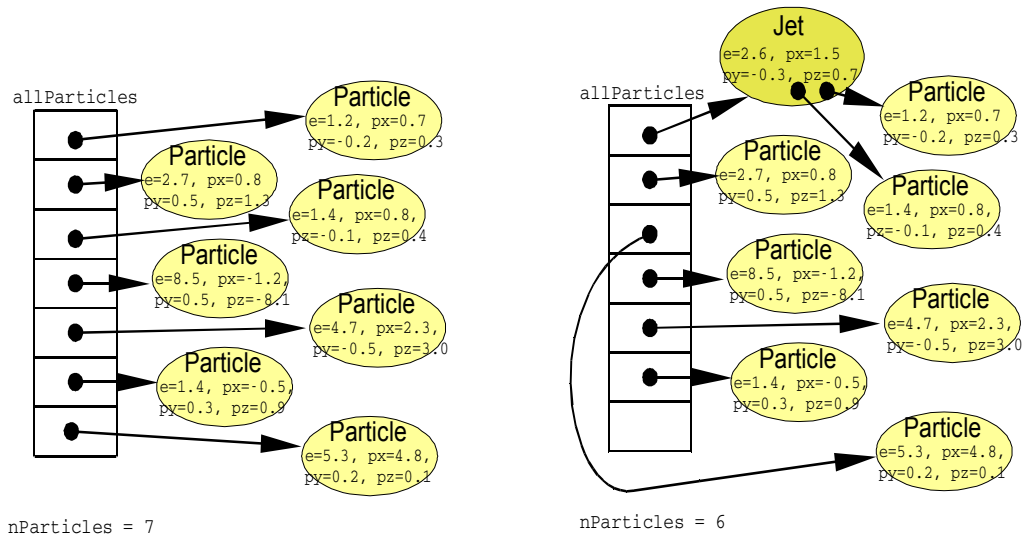 allParticles
Particle
e=1.2, px=0.7
py=-0.2, pz=0.3
Particle
e=2.7, px=0.8
py=0.5, pz=1.3
Particle
e=1.4, px=0.8,
pz=-0.1, pz=0.4
Particle
e=8.5, px=-1.2,
py=0.5, pz=-8.1
Particle
e=4.7, px=2.3,
py=-0.5, pz=3.0
Particle
e=1.4, px=-0.5,
py=0.3, pz=0.9
Particle
e=5.3, px=4.8,
py=0.2, pz=0.1
nParticles = 7
Jet
e=2.6, px=1.5
py=-0.3, pz=0.7
allParticles
Particle
e=1.2, px=0.7
py=-0.2, pz=0.3
Particle
e=2.7, px=0.8
py=0.5, pz=1.3
Particle
e=1.4, px=0.8,
pz=-0.1, pz=0.4
Particle
e=8.5, px=-1.2,
py=0.5, pz=-8.1
Particle
e=4.7, px=2.3,
py=-0.5, pz=3.0
Particle
e=1.4, px=-0.5,
py=0.3, pz=0.9
Particle
e=5.3, px=4.8,
py=0.2, pz=0.1
nParticles = 6